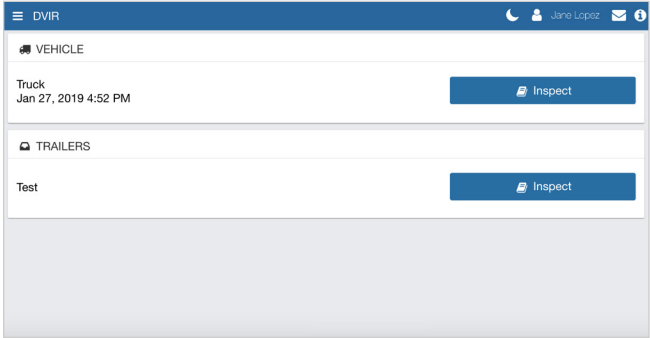 DVIR
Jane Lopez
VEHICLE
Truck
Jan 27, 2019 4:52 PM
Inspect
TRAILERS
Test
Inspect